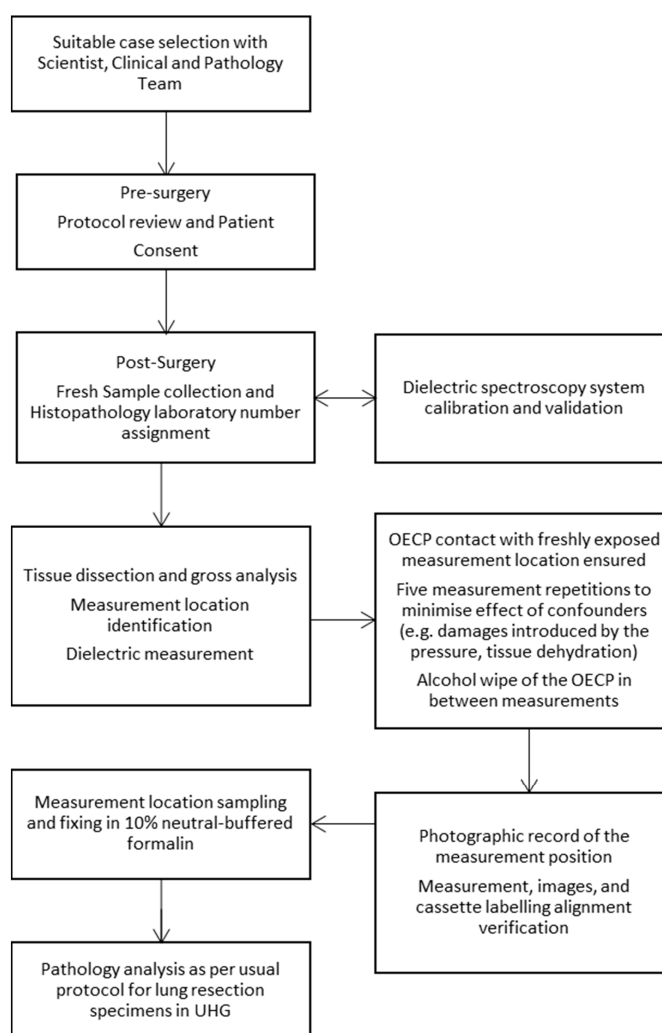 Suitable case selection with
Scientist, Clinical and Pathology
Team
Pre-surgery
Protocol review and Patient
Consent
Post-Surgery
Fresh Sample collection and
Histopathology laboratory number
assignment
Dielectric spectroscopy system
calibration and validation
Tissue dissection and gross analysis
Measurement location
identification
Dielectric measurement
OECP contact with freshly exposed
measurement location ensured
Five measurement repetitions to
minimise effect of confounders
(e.g. damages introduced by the
pressure, tissue dehydration)
Alcohol wipe of the OECP in
between measurements
Photographic record of the
measurement position
Measurement, images, and
cassette labelling alignment
verification
Measurement location sampling
and fixing in 10% neutral-buffered
formalin
Pathology analysis as per usual
protocol for lung resection
specimens in UHG